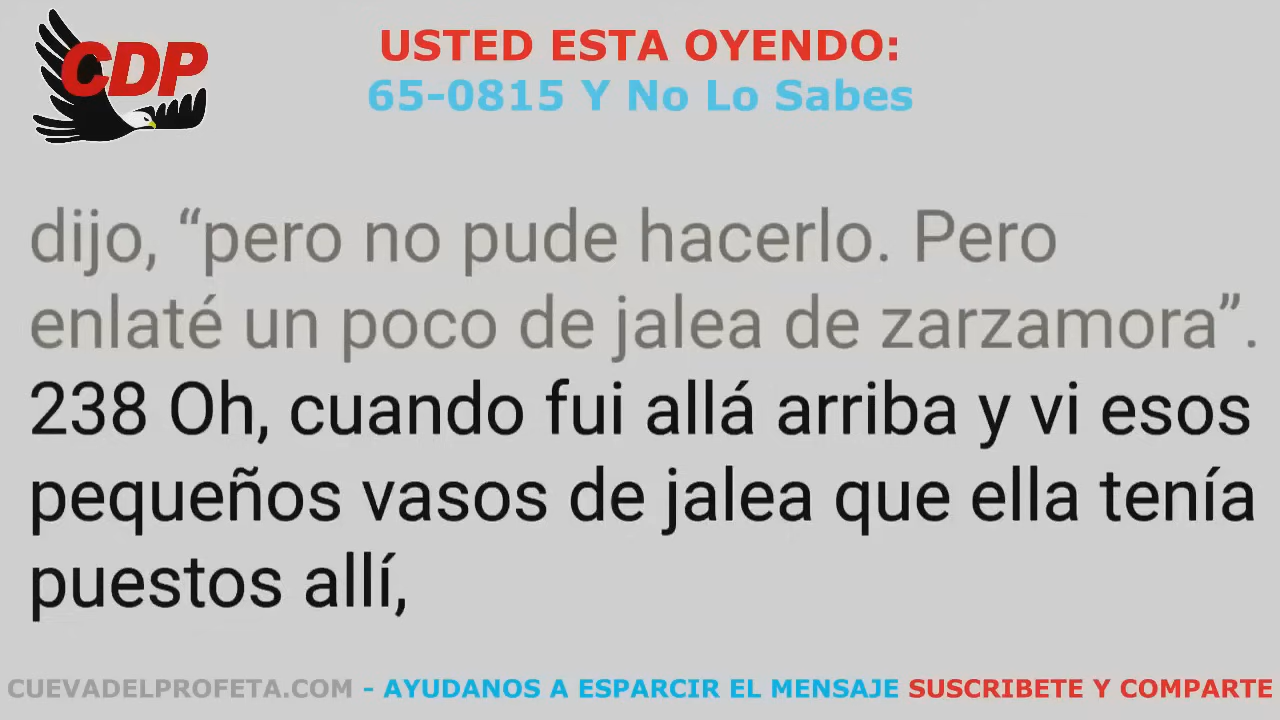 CDP
USTED ESTA OYENDO:
65-0815 Y No Lo Sabes
dijo, “pero no pude hacerlo. Pero
enlaté un poco de jalea de zarzamora”.
238 Oh, cuando fui allá arriba y vi esos
pequeños vasos de jalea que ella tenía
puestos allí,
CUEVADELPROFETA.COM - AYUDANOS A ESPARCIR EL MENSAJE SUSCRIBETE Y COMPARTE